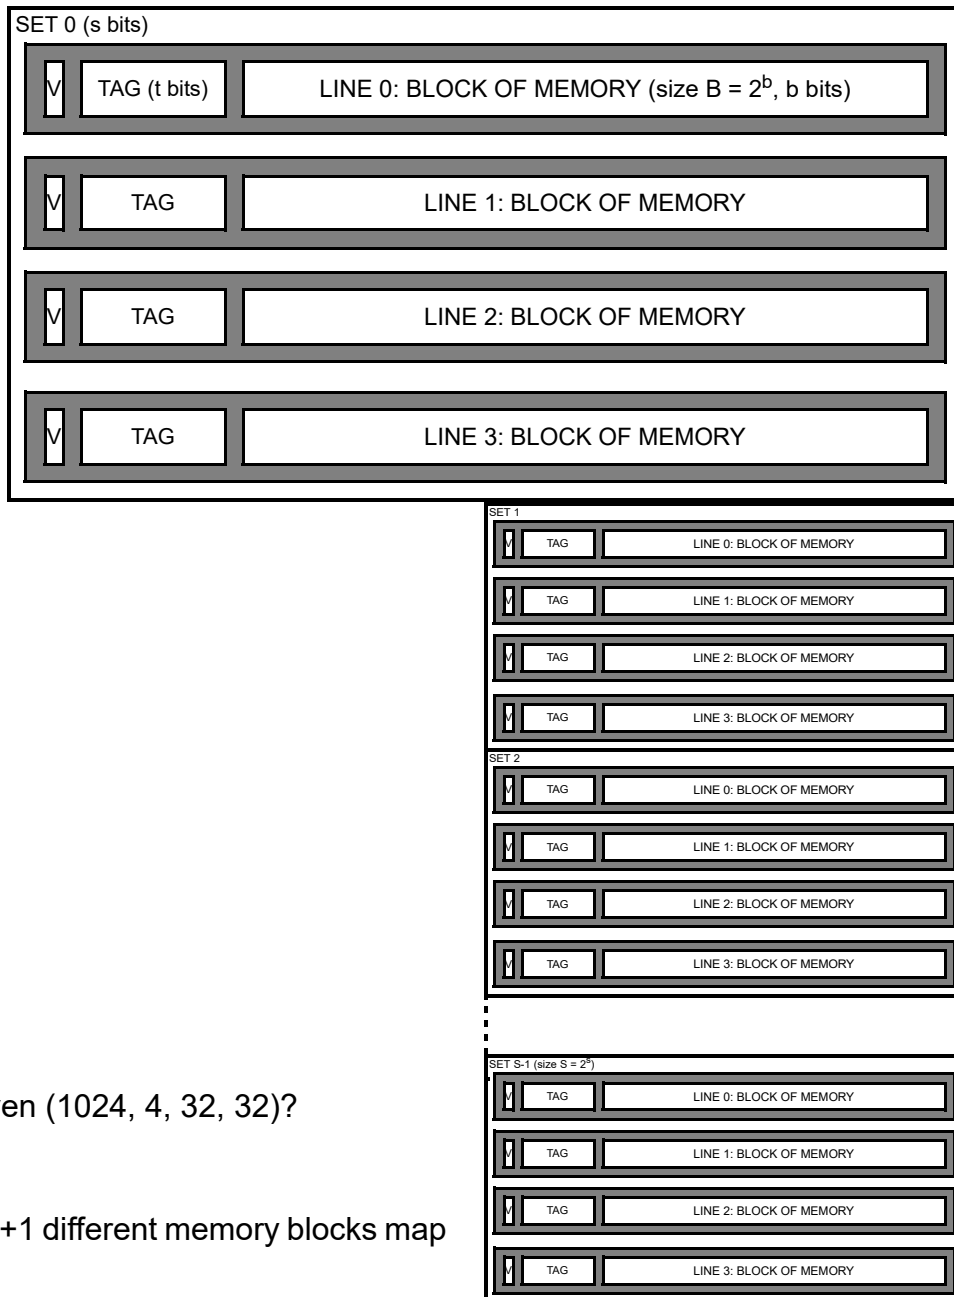 SET 0 (s bits)
V TAG (t bits) LINE 0: BLOCK OF MEMORY (size B = 2^b, b bits)
V TAG LINE 1: BLOCK OF MEMORY
V TAG LINE 2: BLOCK OF MEMORY
V TAG LINE 3: BLOCK OF MEMORY
SET 1
V TAG LINE 0: BLOCK OF MEMORY
V TAG LINE 1: BLOCK OF MEMORY
V TAG LINE 2: BLOCK OF MEMORY
V TAG LINE 3: BLOCK OF MEMORY
SET 2
V TAG LINE 0: BLOCK OF MEMORY
V TAG LINE 1: BLOCK OF MEMORY
V TAG LINE 2: BLOCK OF MEMORY
V TAG LINE 3: BLOCK OF MEMORY
SET S-1 (size S = 2^s)
V TAG LINE 0: BLOCK OF MEMORY
en (1024, 4, 32, 32)?
V TAG LINE 1: BLOCK OF MEMORY
V TAG LINE 2: BLOCK OF MEMORY
+1 different memory blocks map
V TAG LINE 3: BLOCK OF MEMORY